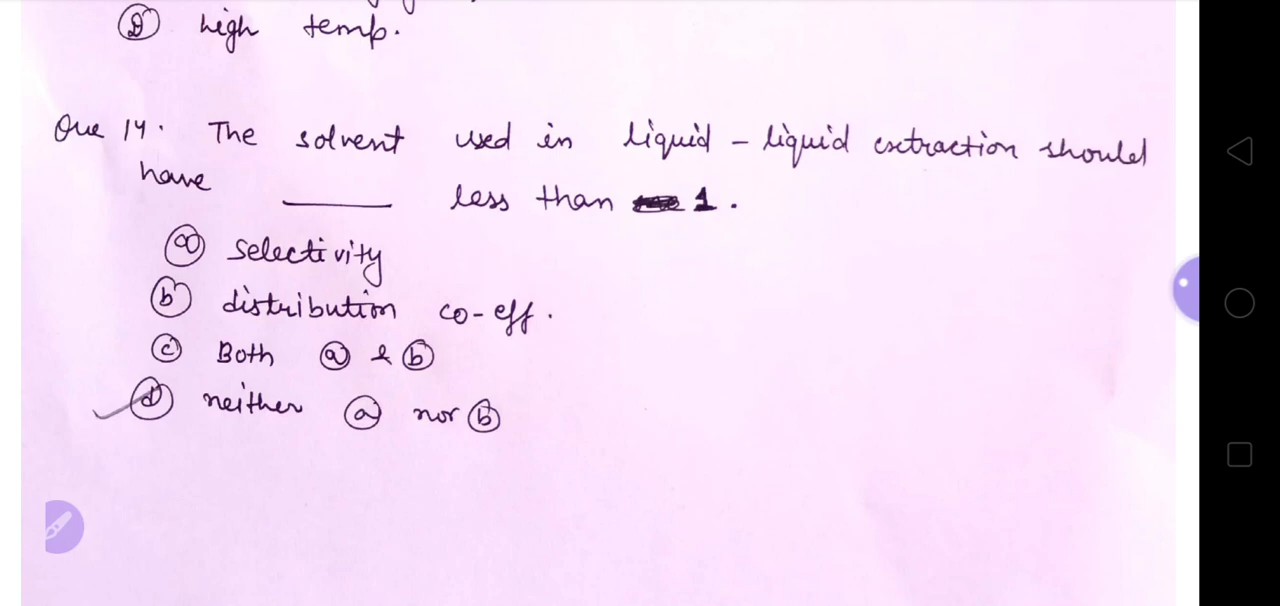 (D) high temp.
Que 14. The solvent used in liquid - liquid extraction should
have ______ less than 1.
(a) selectivity
(b) distribution co-eff.
(c) Both (a) & (b)
(d) neither (a) nor (b)